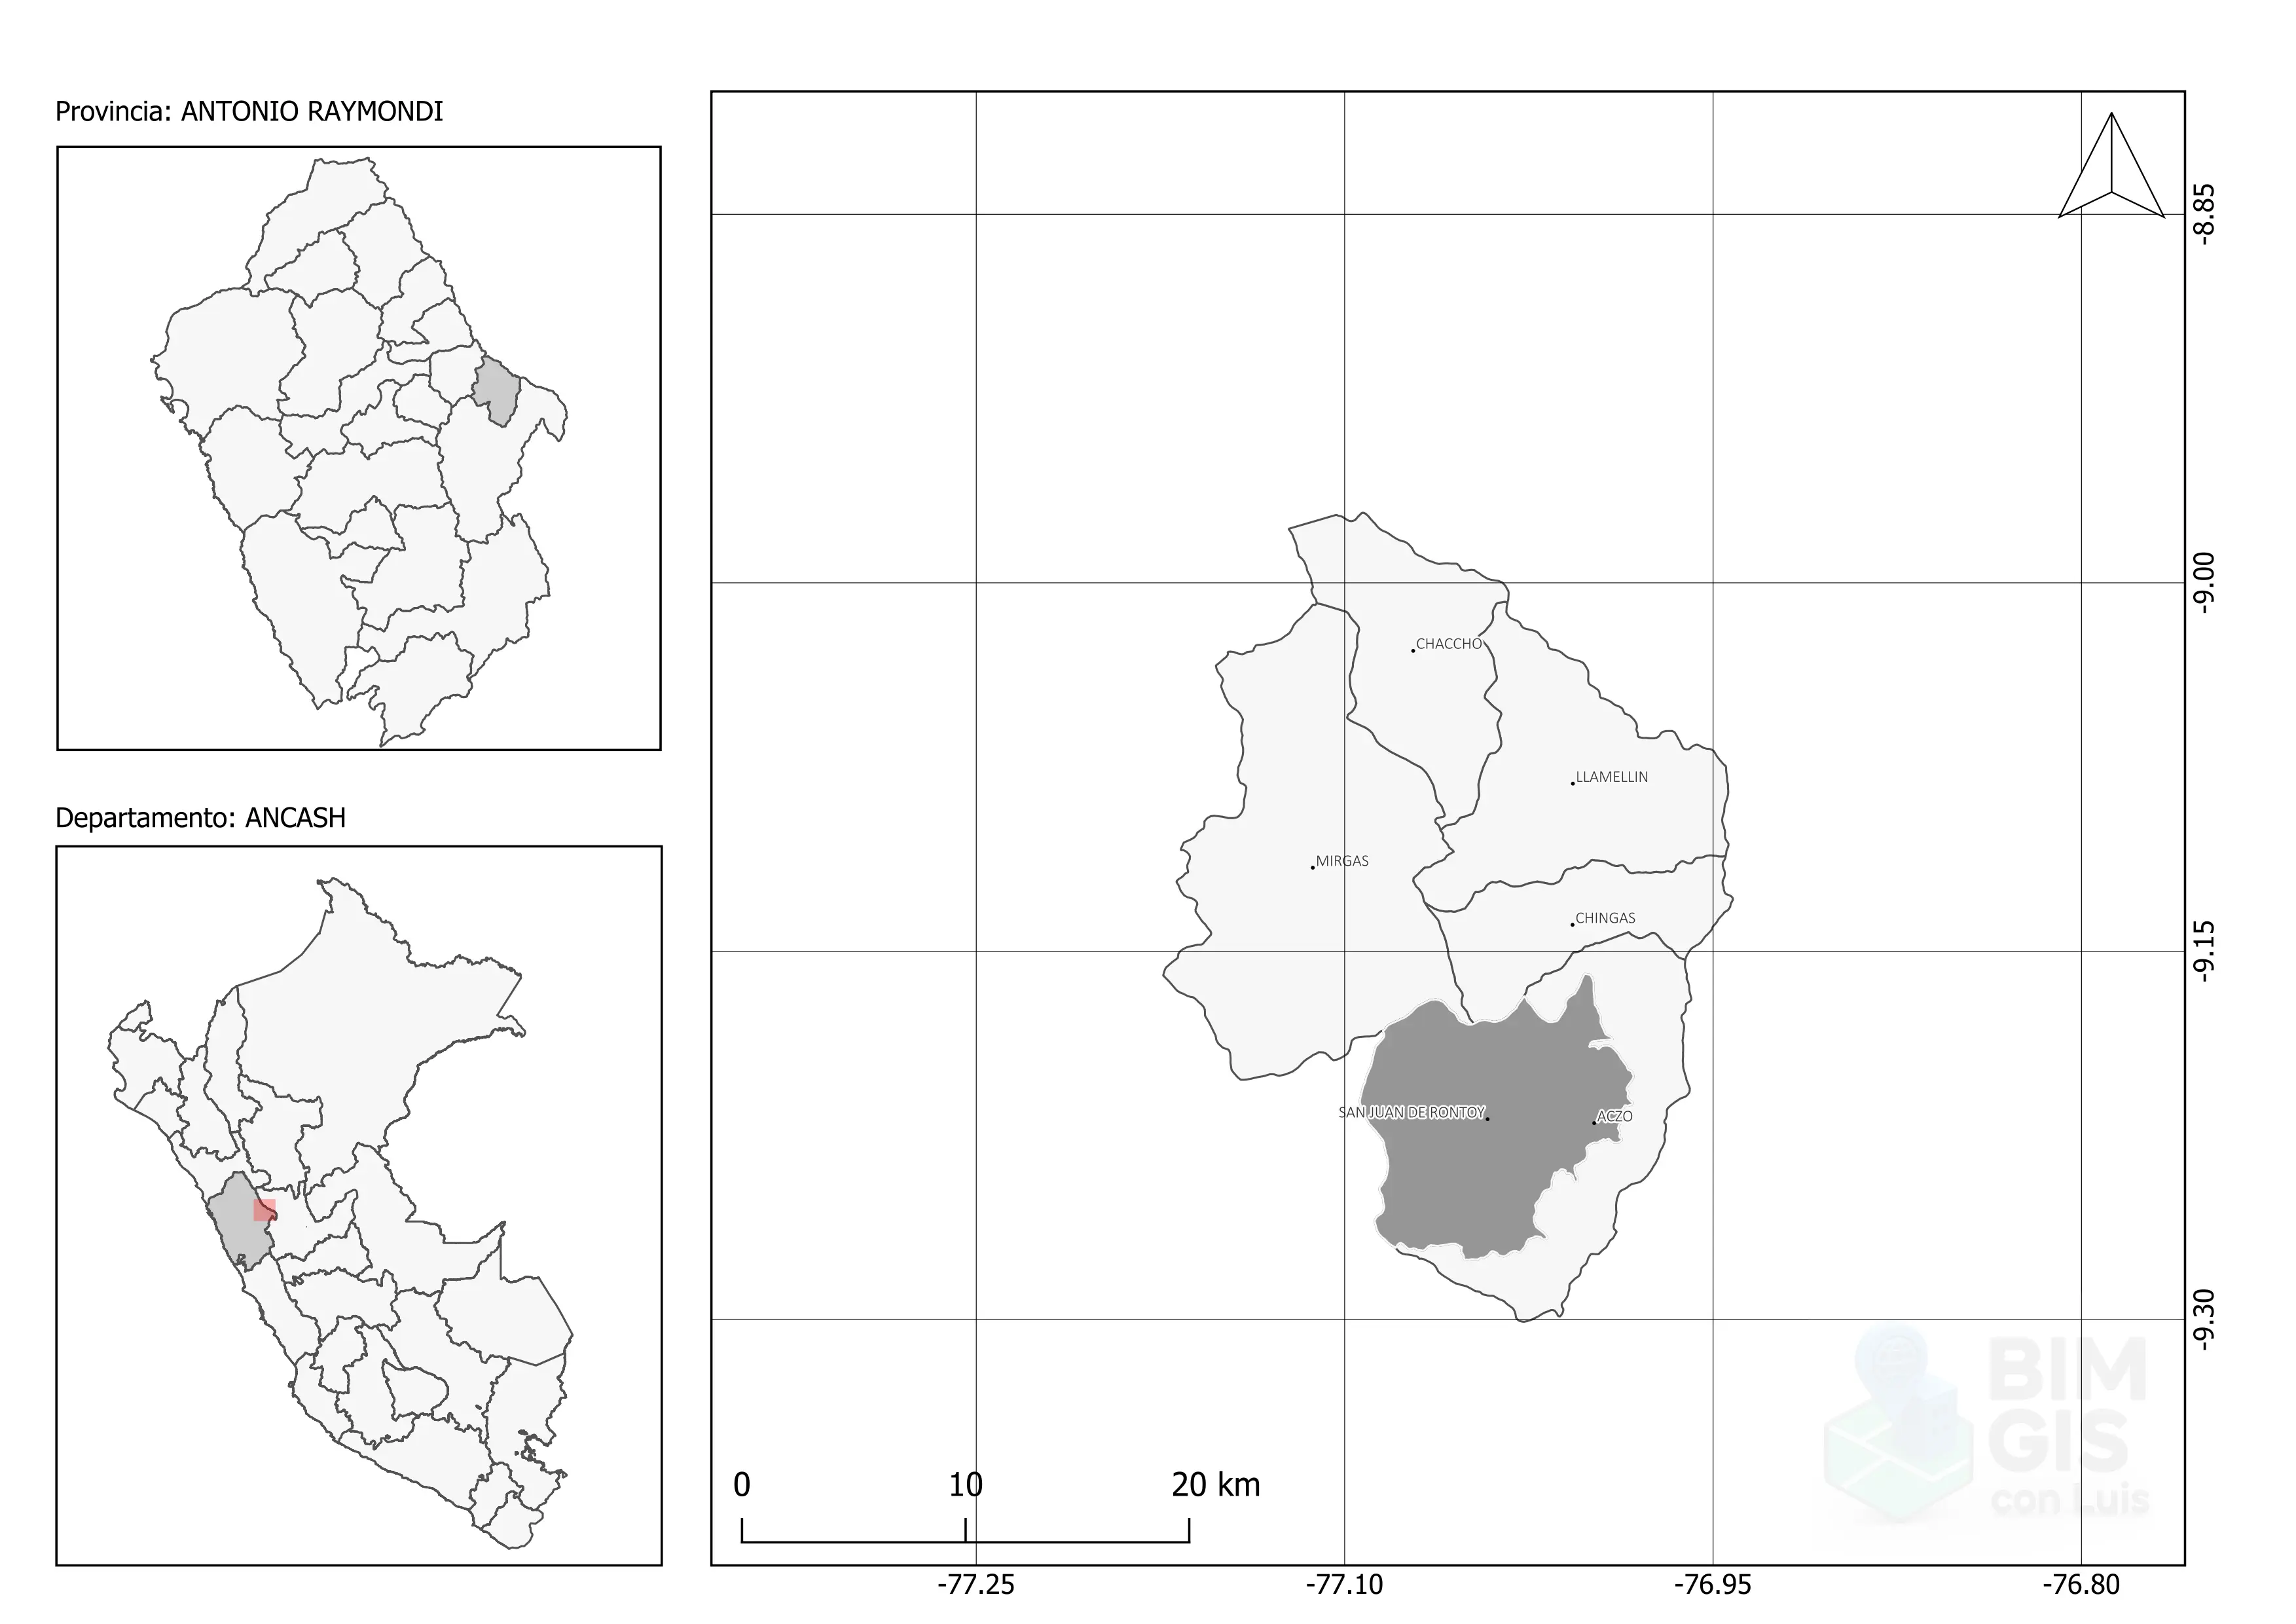 Provincia: ANTONIO RAYMONDI
Departamento: ANCASH
-8.85
-9.00
-9.15
-9.30
CHACCHO
LLAMELLIN
MIRGAS
CHINGAS
SAN JUAN DE RONTOY
ACZO
0 10 20 km
BIM
GIS
con Luis
-77.25 -77.10 -76.95 -76.80